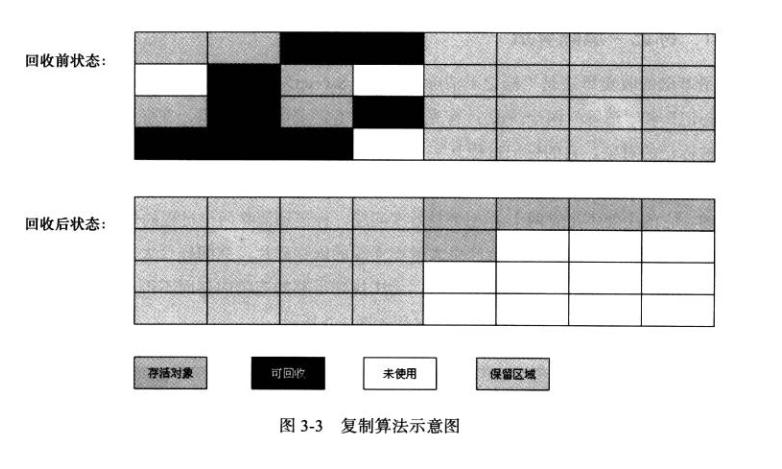 回收前状态:
回收后状态:
存活对象
可回收
未使用
保留区域
图 3-3 复制算法示意图